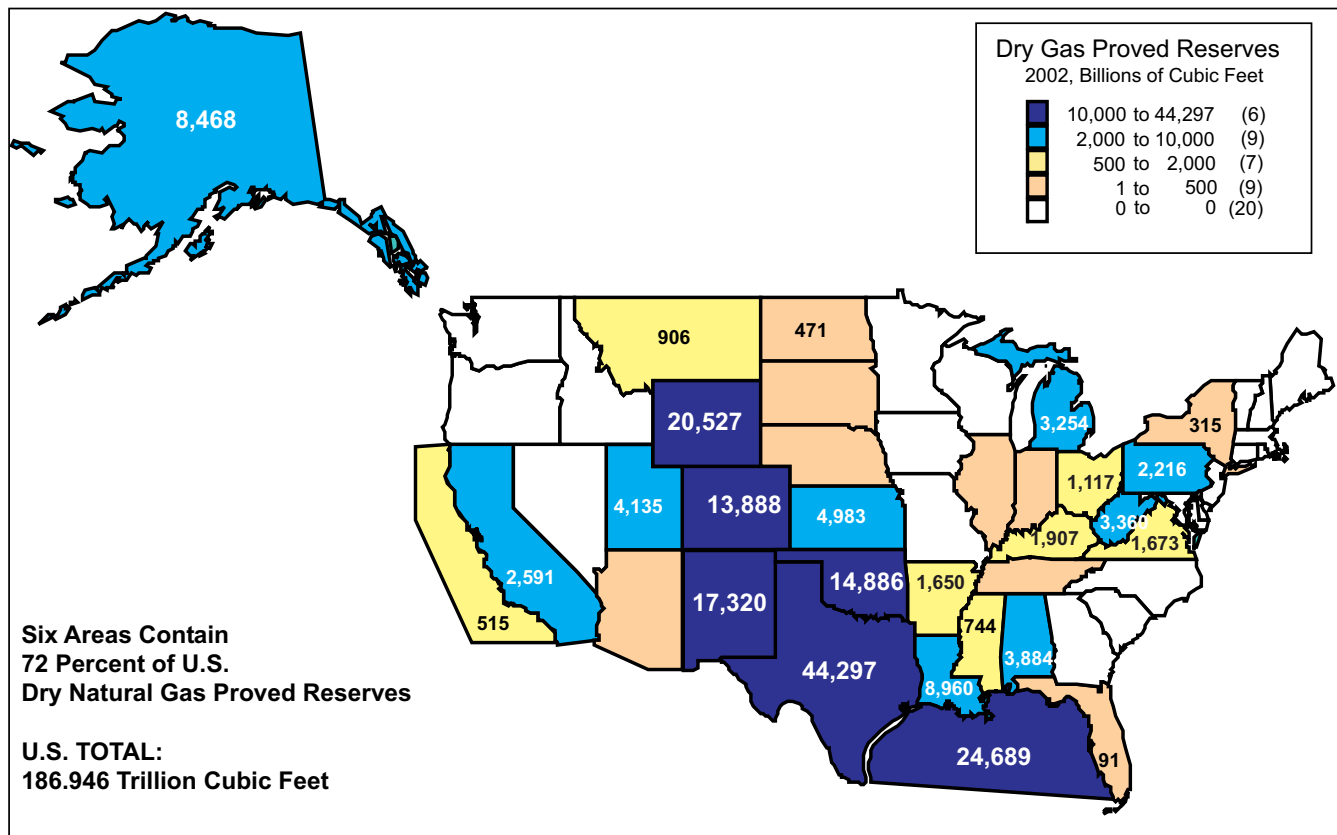 Dry Gas Proved Reserves
2002, Billions of Cubic Feet
10,000 to 44,297 (6)
2,000 to 10,000 (9)
500 to 2,000 (7)
1 to 500 (9)
0 to 0 (20)
8,468
906
471
20,527
3,254
315
4,135
13,888
4,983
1,117
2,216
3,360
1,907
1,673
2,591
515
17,320
14,886
1,650
744
3,884
44,297
8,960
24,689
91
Six Areas Contain
72 Percent of U.S.
Dry Natural Gas Proved Reserves
U.S. TOTAL:
186.946 Trillion Cubic Feet